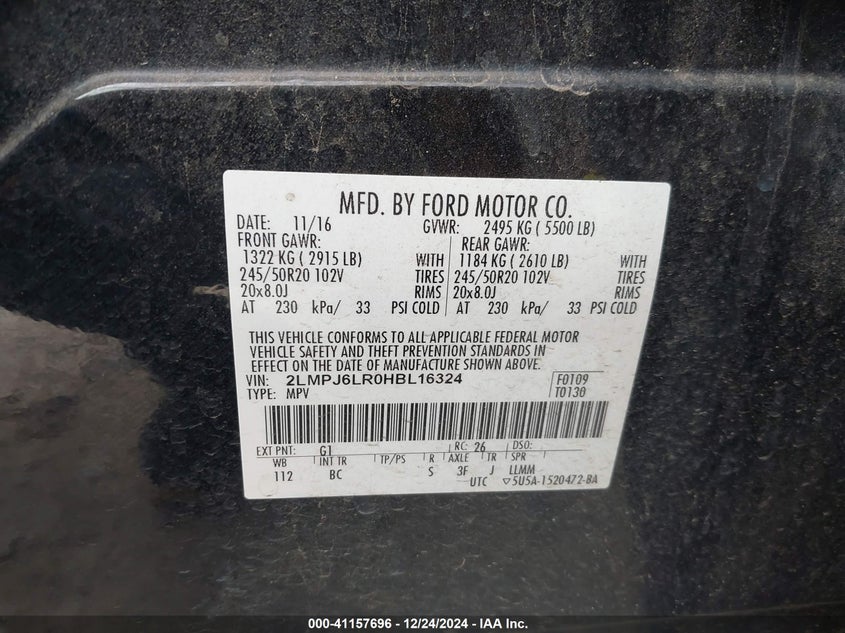 MFD. BY FORD MOTOR CO.
DATE: 11/16 GVWR: 2495 KG ( 5500 LB)
FRONT GAWR: REAR GAWR:
1322 KG ( 2915 LB) WITH 1184 KG ( 2610 LB) WITH
245/50R20 102V TIRES 245/50R20 102V TIRES
20x8.0J RIMS 20x8.0J RIMS
AT 230 kPa/ 33 PSI COLD AT 230 kPa/ 33 PSI COLD
THIS VEHICLE CONFORMS TO ALL APPLICABLE FEDERAL MOTOR
VEHICLE SAFETY AND THEFT PREVENTION STANDARDS IN
EFFECT ON THE DATE OF MANUFACTURE SHOWN ABOVE.
VIN: 2LMPJ6LR0HBL16324 F0109
TYPE: MPV T0130
EXT PNT: G1 RC: 26 DSO:
WB INT TR TP/PS R AXLE TR SPR
112 BC S 3F J LLMM
UTC ▽5U5A-1520472-BA
000-41157696 - 12/24/2024 - IAA Inc.